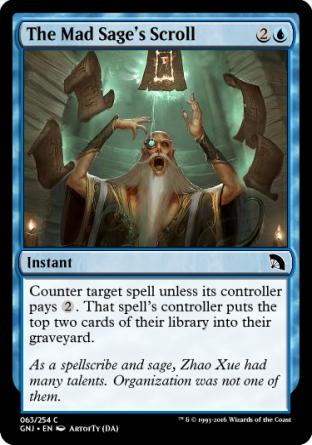 The Mad Sage's Scroll 2
Instant
Counter target spell unless its controller
pays 2. That spell's controller puts the
top two cards of their library into their
graveyard.
As a spellscribe and sage, Zhao Xue had
many talents. Organization was not one of
them.
063/254 C
GNJ • EN ArtofTy (DA)
™ & © 1993-2016 Wizards of the Coast